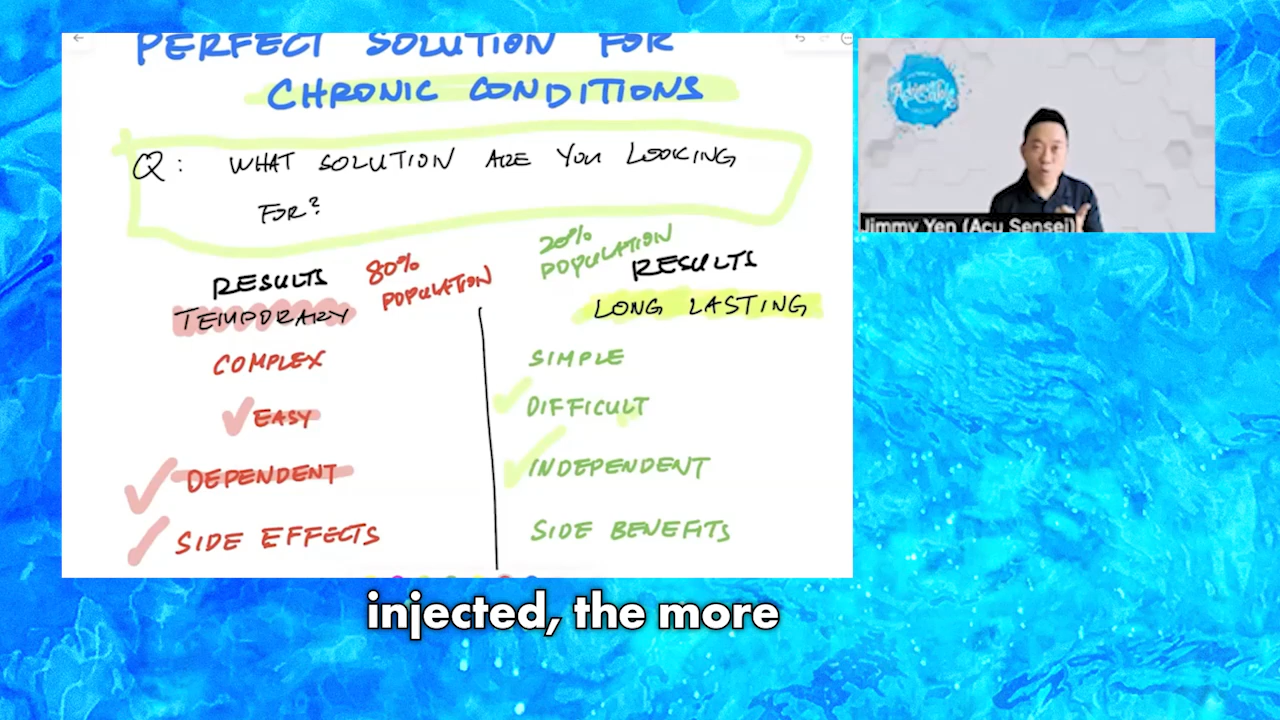 PERFECT SOLUTION FOR
CHRONIC CONDITIONS
Q: WHAT SOLUTION ARE YOU LOOKING
FOR?
RESULTS
TEMPORARY
80%
POPULATION
COMPLEX
EASY
DEPENDENT
SIDE EFFECTS
20%
POPULATION
RESULTS
LONG LASTING
SIMPLE
DIFFICULT
INDEPENDENT
SIDE BENEFITS
Jimmy Yen (Acu Sensei)
injected, the more